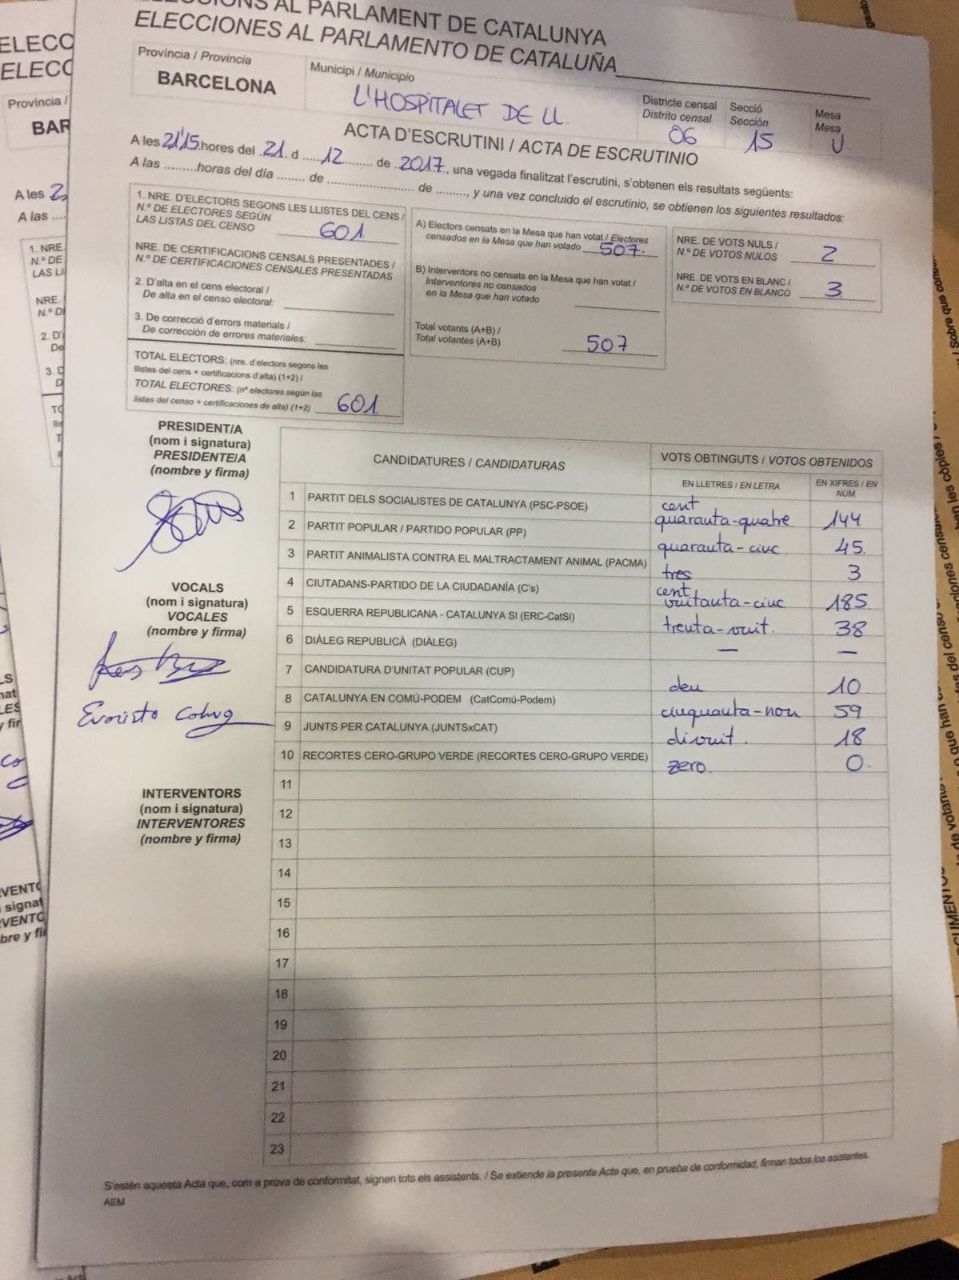 ELECCIONS AL PARLAMENT DE CATALUNYA
ELECCIONES AL PARLAMENTO DE CATALUÑA
Província / Provincia
BARCELONA
Municipi / Municipio
L'HOSPITALET DE LL.
Districte censal
Distrito censal
06
Secció
Sección
15
Mesa
Mesa
U
ACTA D'ESCRUTINI / ACTA DE ESCRUTINIO
A les 21'15 hores del 21. d ..... 12 ..... de 2017, una vegada finalitzat l'escrutini, s'obtenen els resultats següents:
A las ......... horas del día ....... de ......................... de ........, y una vez concluido el escrutinio, se obtienen los siguientes resultados:
1. NRE. D'ELECTORS SEGONS LES LLISTES DEL CENS /
N.º DE ELECTORES SEGÚN
LAS LISTAS DEL CENSO 601
NRE. DE CERTIFICACIONS CENSALS PRESENTADES /
N.º DE CERTIFICACIONES CENSALES PRESENTADAS
2. D'alta en el cens electoral /
De alta en el censo electoral:
3. De correcció d'errors materials /
De corrección de errores materiales:
TOTAL ELECTORS: (nre. d'electors segons les
llistes del cens + certificacions d'alta) (1+2) /
TOTAL ELECTORES: (nº electores según las
listas del censo + certificaciones de alta) (1+2) 601
A) Electors censats en la Mesa que han votat / Electores
censados en la Mesa que han votado 507
B) Interventors no censats en la Mesa que han votat /
Interventores no censados
en la Mesa que han votado
Total votants (A+B) /
Total votantes (A+B) 507
NRE. DE VOTS NULS /
N.º DE VOTOS NULOS 2
NRE. DE VOTS EN BLANC /
N.º DE VOTOS EN BLANCO 3
PRESIDENT/A
(nom i signatura)
PRESIDENTE/A
(nombre y firma)
VOCALS
(nom i signatura)
VOCALES
(nombre y firma)
INTERVENTORS
(nom i signatura)
INTERVENTORES
(nombre y firma)
CANDIDATURES / CANDIDATURAS
VOTS OBTINGUTS / VOTOS OBTENIDOS
EN LLETRES / EN LETRA
EN XIFRES / EN NÚM.
1 PARTIT DELS SOCIALISTES DE CATALUNYA (PSC-PSOE) cent quaranta-quatre 144
2 PARTIT POPULAR / PARTIDO POPULAR (PP) quaranta-cinc 45
3 PARTIT ANIMALISTA CONTRA EL MALTRACTAMENT ANIMAL (PACMA) tres 3
4 CIUTADANS-PARTIDO DE LA CIUDADANÍA (C's) cent vuitanta-cinc 185
5 ESQUERRA REPUBLICANA - CATALUNYA SI (ERC-CatSí) trenta-vuit. 38
6 DIÀLEG REPUBLICÀ (DIÀLEG) — —
7 CANDIDATURA D'UNITAT POPULAR (CUP) deu 10
8 CATALUNYA EN COMÚ-PODEM (CatComú-Podem) cinquanta-nou 59
9 JUNTS PER CATALUNYA (JUNTSxCAT) divuit. 18
10 RECORTES CERO-GRUPO VERDE (RECORTES CERO-GRUPO VERDE) zero. 0
11
12
13
14
15
16
17
18
19
20
21
22
23
S'estén aquesta Acta que, com a prova de conformitat, signen tots els assistents. / Se extiende la presente Acta que, en prueba de conformidad, firman todos los asistentes.
AEM